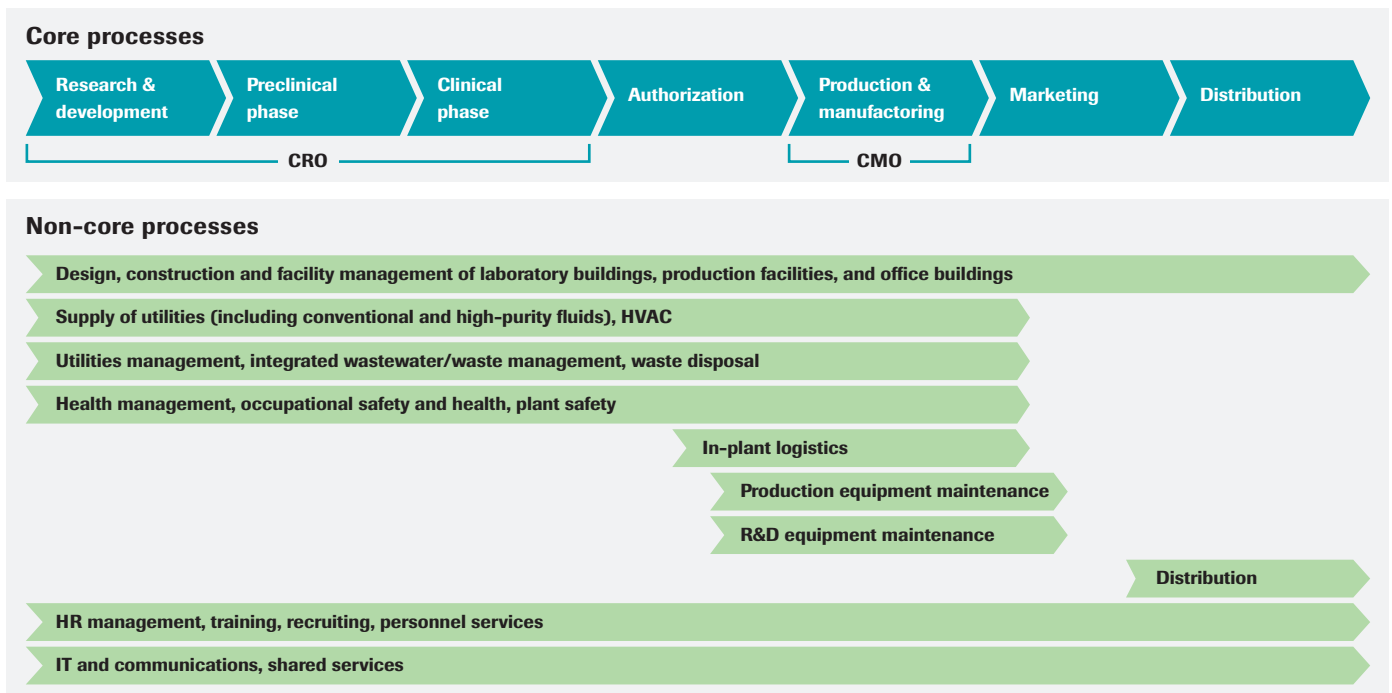 Core processes
Research &
development
Preclinical
phase
Clinical
phase
Authorization
Production &
manufactoring
Marketing
Distribution
CRO
CMO
Non-core processes
Design, construction and facility management of laboratory buildings, production facilities, and office buildings
Supply of utilities (including conventional and high-purity fluids), HVAC
Utilities management, integrated wastewater/waste management, waste disposal
Health management, occupational safety and health, plant safety
In-plant logistics
Production equipment maintenance
R&D equipment maintenance
Distribution
HR management, training, recruiting, personnel services
IT and communications, shared services